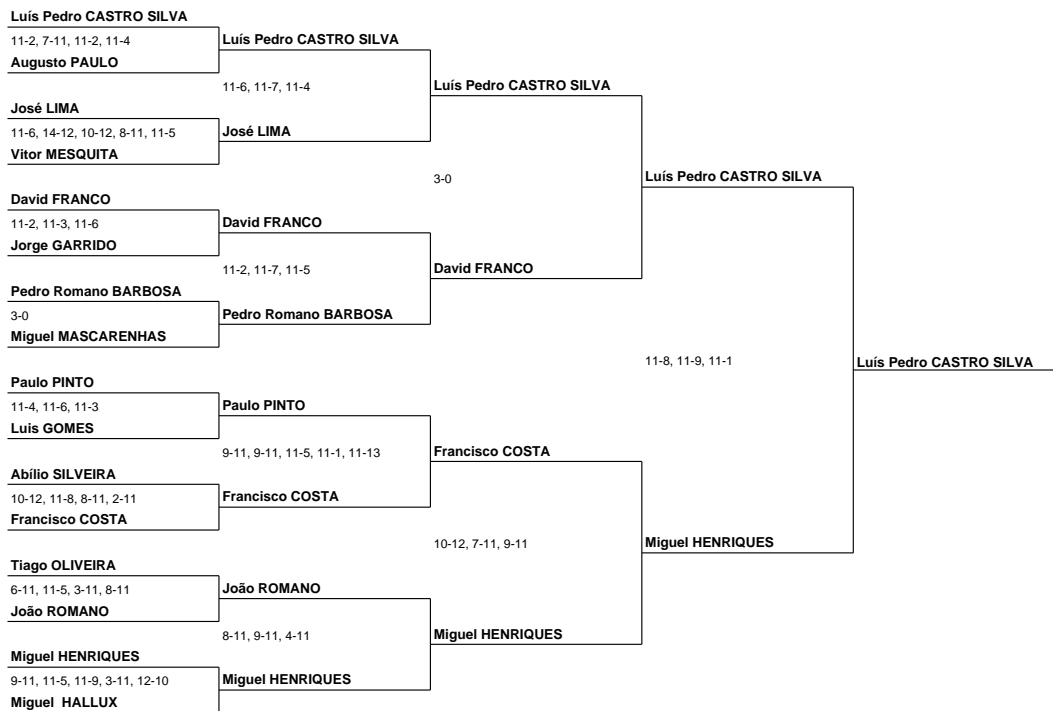 Luís Pedro CASTRO SILVA
11-2, 7-11, 11-2, 11-4
Augusto PAULO
José LIMA
11-6, 14-12, 10-12, 8-11, 11-5
Vitor MESQUITA
David FRANCO
11-2, 11-3, 11-6
Jorge GARRIDO
Pedro Romano BARBOSA
3-0
Miguel MASCARENHAS
Paulo PINTO
11-4, 11-6, 11-3
Luis GOMES
Abílio SILVEIRA
10-12, 11-8, 8-11, 2-11
Francisco COSTA
Tiago OLIVEIRA
6-11, 11-5, 3-11, 8-11
João ROMANO
Miguel HENRIQUES
9-11, 11-5, 11-9, 3-11, 12-10
Miguel HALLUX
Luís Pedro CASTRO SILVA
11-6, 11-7, 11-4
José LIMA
David FRANCO
11-2, 11-7, 11-5
Pedro Romano BARBOSA
Paulo PINTO
9-11, 9-11, 11-5, 11-1, 11-13
Francisco COSTA
João ROMANO
8-11, 9-11, 4-11
Miguel HENRIQUES
Luís Pedro CASTRO SILVA
3-0
David FRANCO
Francisco COSTA
10-12, 7-11, 9-11
Miguel HENRIQUES
Luís Pedro CASTRO SILVA
11-8, 11-9, 11-1
Miguel HENRIQUES
Luís Pedro CASTRO SILVA